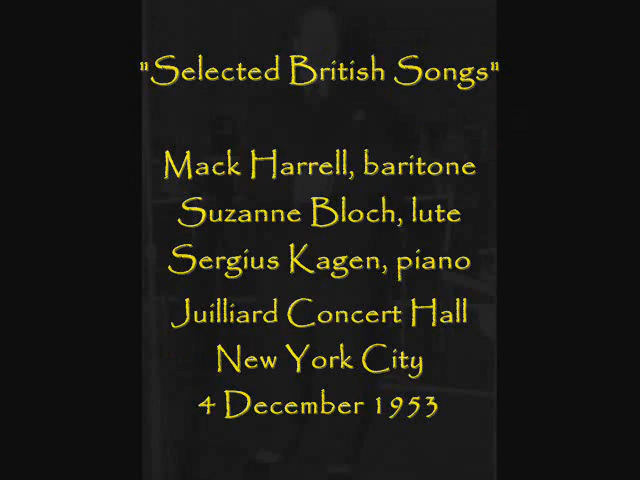 "Selected British Songs"
Mack Harrell, baritone
Suzanne Bloch, lute
Sergius Kagen, piano
Juilliard Concert Hall
New York City
4 December 1953